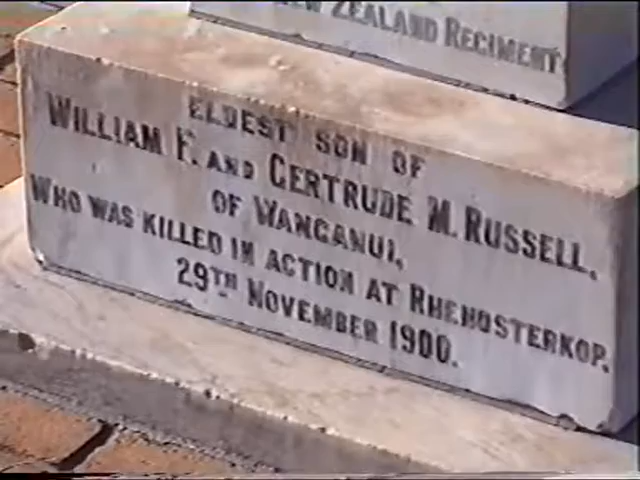 NEW ZEALAND REGIMENT
ELDEST SON OF
WILLIAM F. AND GERTRUDE M. RUSSELL,
OF WANGANUI,
WHO WAS KILLED IN ACTION AT RHENOSTERKOP.
29TH NOVEMBER 1900.